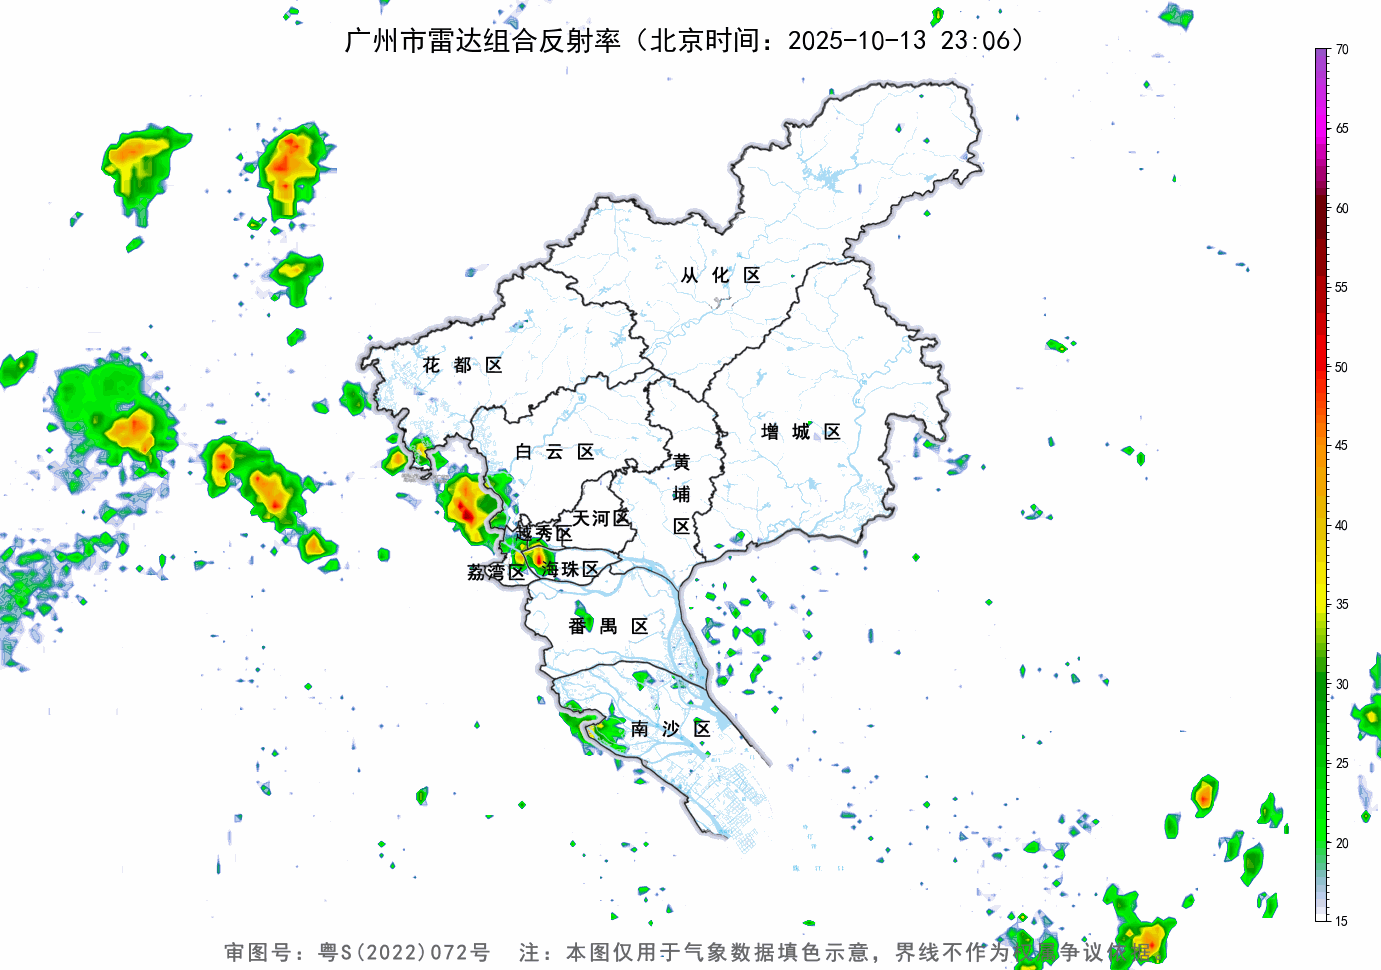 广州市雷达组合反射率（北京时间：2025-10-13 23:06）
70
65
60
55
50
45
40
35
30
25
20
15
从化区
花都区
增城区
白云区
黄埔区
天河区
越秀区
荔湾区
海珠区
番禺区
南沙区
审图号：粤S(2022)072号 注：本图仅用于气象数据填色示意，界线不作为权属争议依据。